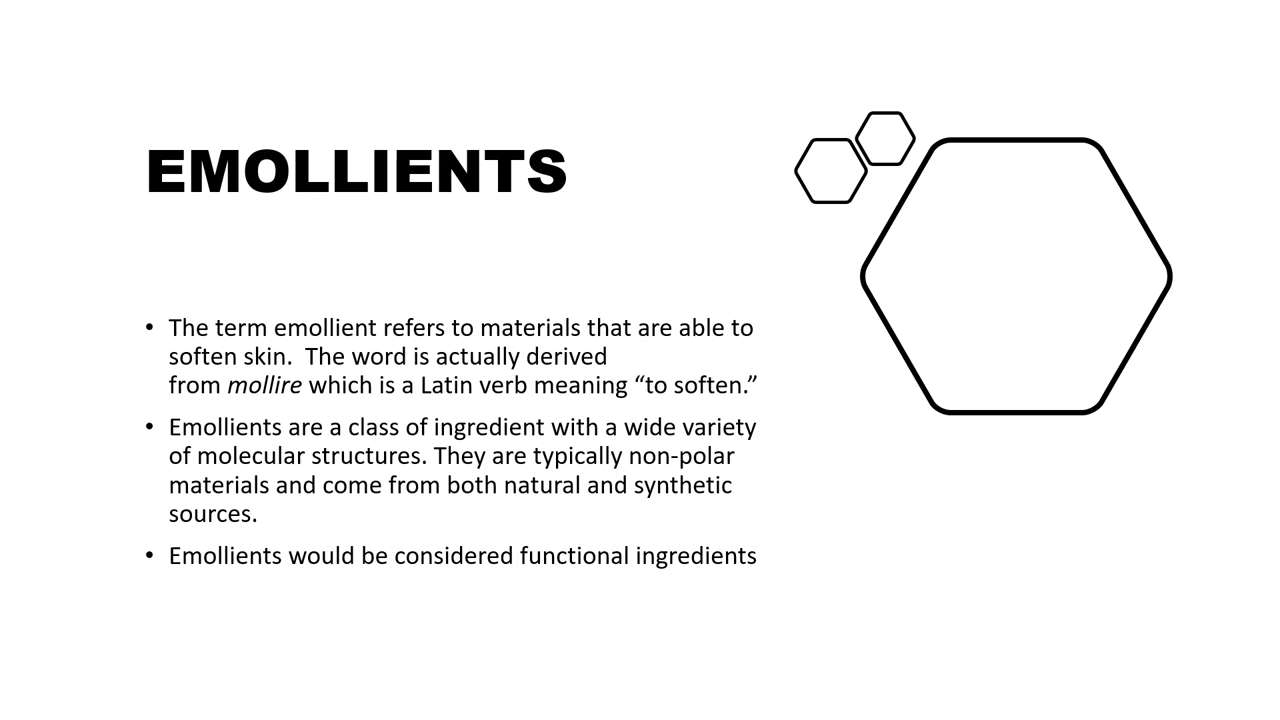 EMOLLIENTS
• The term emollient refers to materials that are able to
soften skin.  The word is actually derived
from mollire which is a Latin verb meaning “to soften.”
• Emollients are a class of ingredient with a wide variety
of molecular structures. They are typically non-polar
materials and come from both natural and synthetic
sources.
• Emollients would be considered functional ingredients